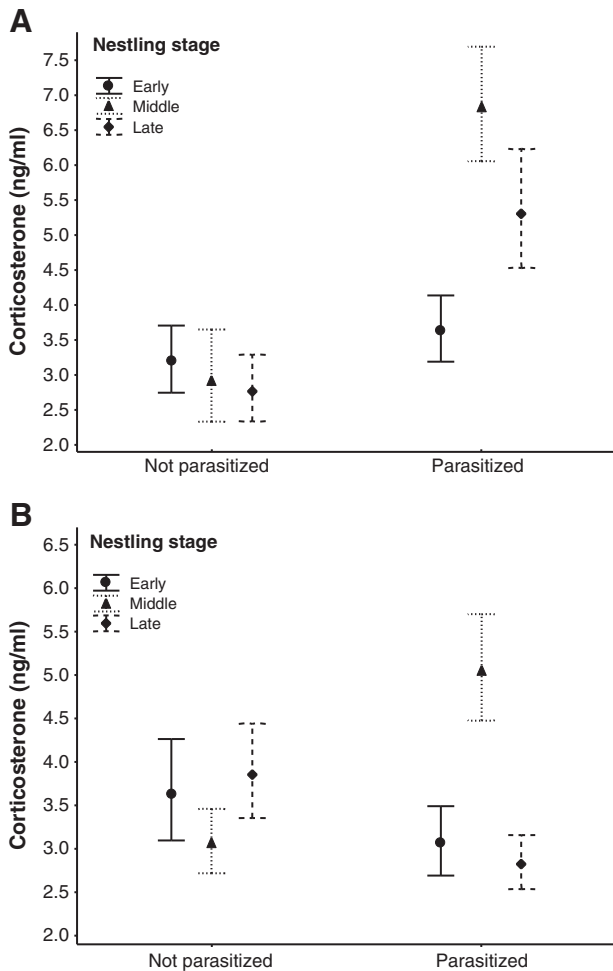 A
Nestling stage
Early
Middle
Late
Corticosterone (ng/ml)
7.5
7.0
6.5
6.0
5.5
5.0
4.5
4.0
3.5
3.0
2.5
2.0
Not parasitized
Parasitized
B
Nestling stage
Early
Middle
Late
Corticosterone (ng/ml)
6.5
6.0
5.5
5.0
4.5
4.0
3.5
3.0
2.5
2.0
Not parasitized
Parasitized